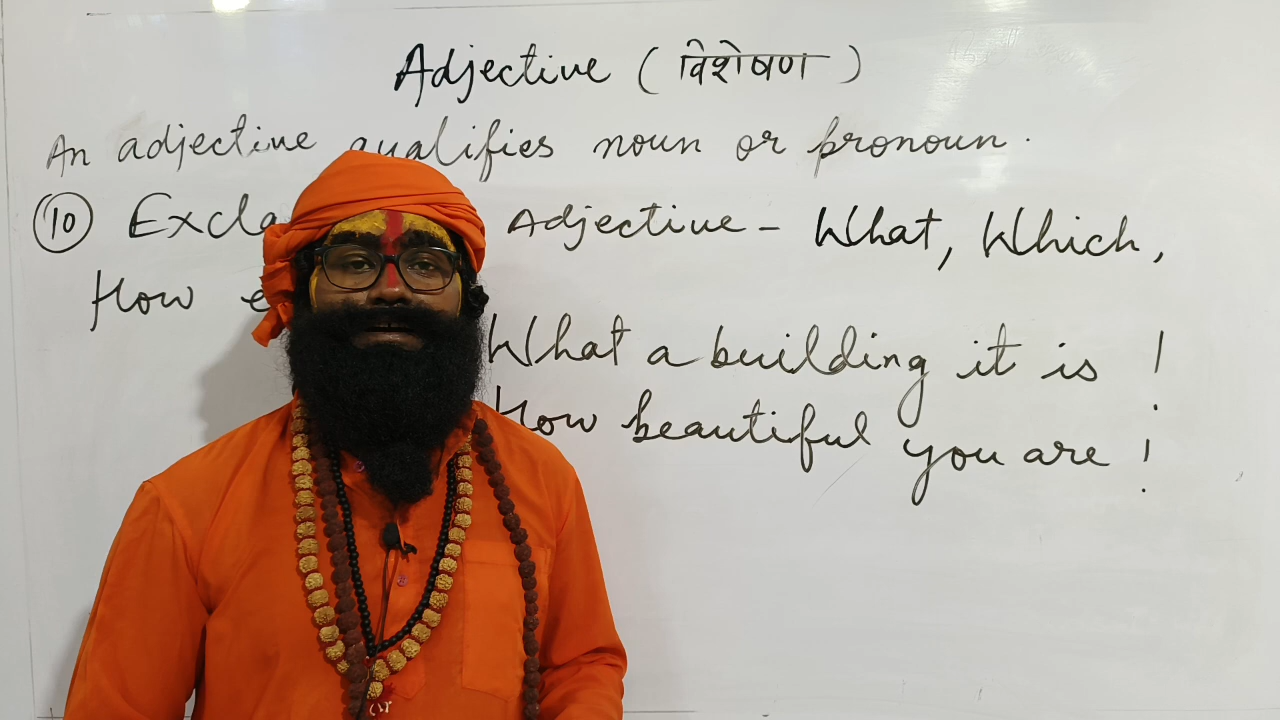 Adjective (विशेषण)
An adjective qualifies noun or pronoun.
(10) Excla Adjective - What, Which,
How e
What a building it is !
How beautiful you are !